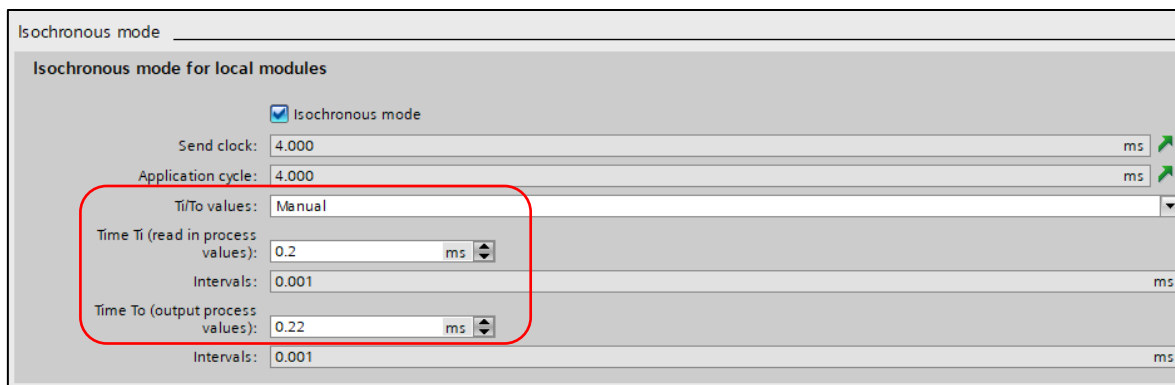 Isochronous mode
Isochronous mode for local modules
Isochronous mode
Send clock: 4.000 ms
Application cycle: 4.000 ms
Ti/To values: Manual
Time Ti (read in process
values): 0.2 ms
Intervals: 0.001 ms
Time To (output process
values): 0.22 ms
Intervals: 0.001 ms